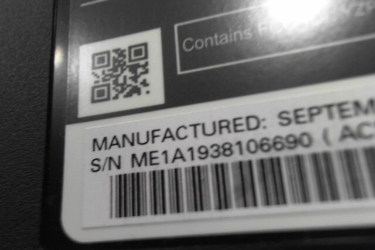 Contains F
MANUFACTURED: SEPTEM
S/N ME1A1938106690 ( AC